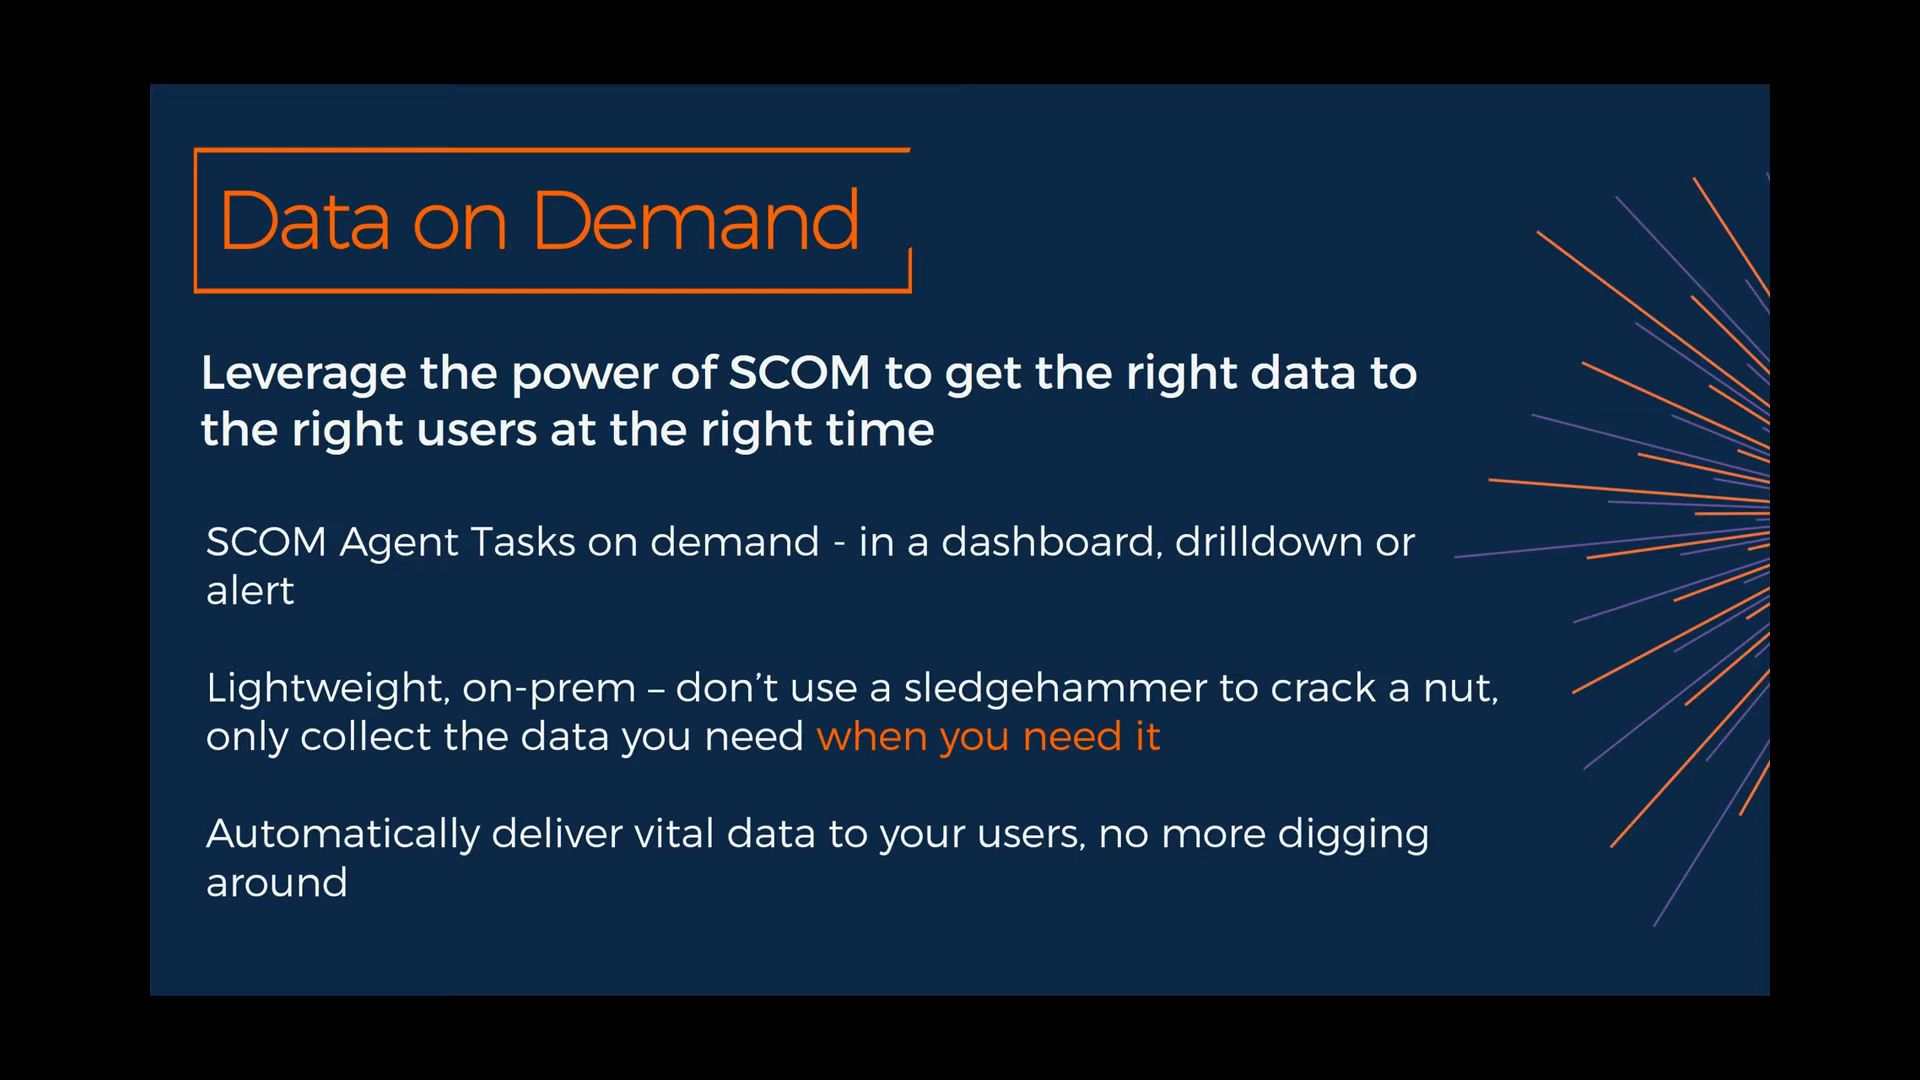 Data on Demand
Leverage the power of SCOM to get the right data to
the right users at the right time
SCOM Agent Tasks on demand - in a dashboard, drilldown or
alert
Lightweight, on-prem – don’t use a sledgehammer to crack a nut,
only collect the data you need when you need it
Automatically deliver vital data to your users, no more digging
around